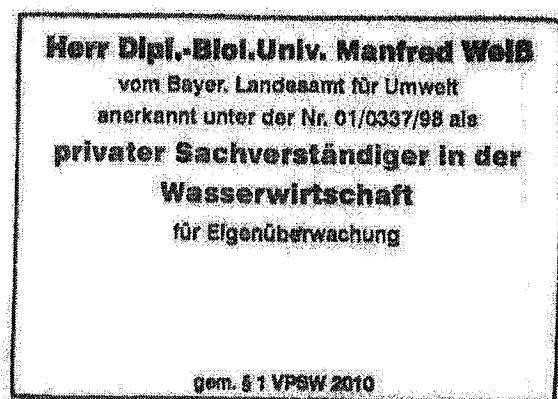 Herr Dipl.-Biol.Univ. Manfred Weiß
vom Bayer. Landesamt für Umwelt
anerkannt unter der Nr. 01/0337/98 als
privater Sachverständiger in der
Wasserwirtschaft
für Eigenüberwachung
gem. § 1 VPSW 2010